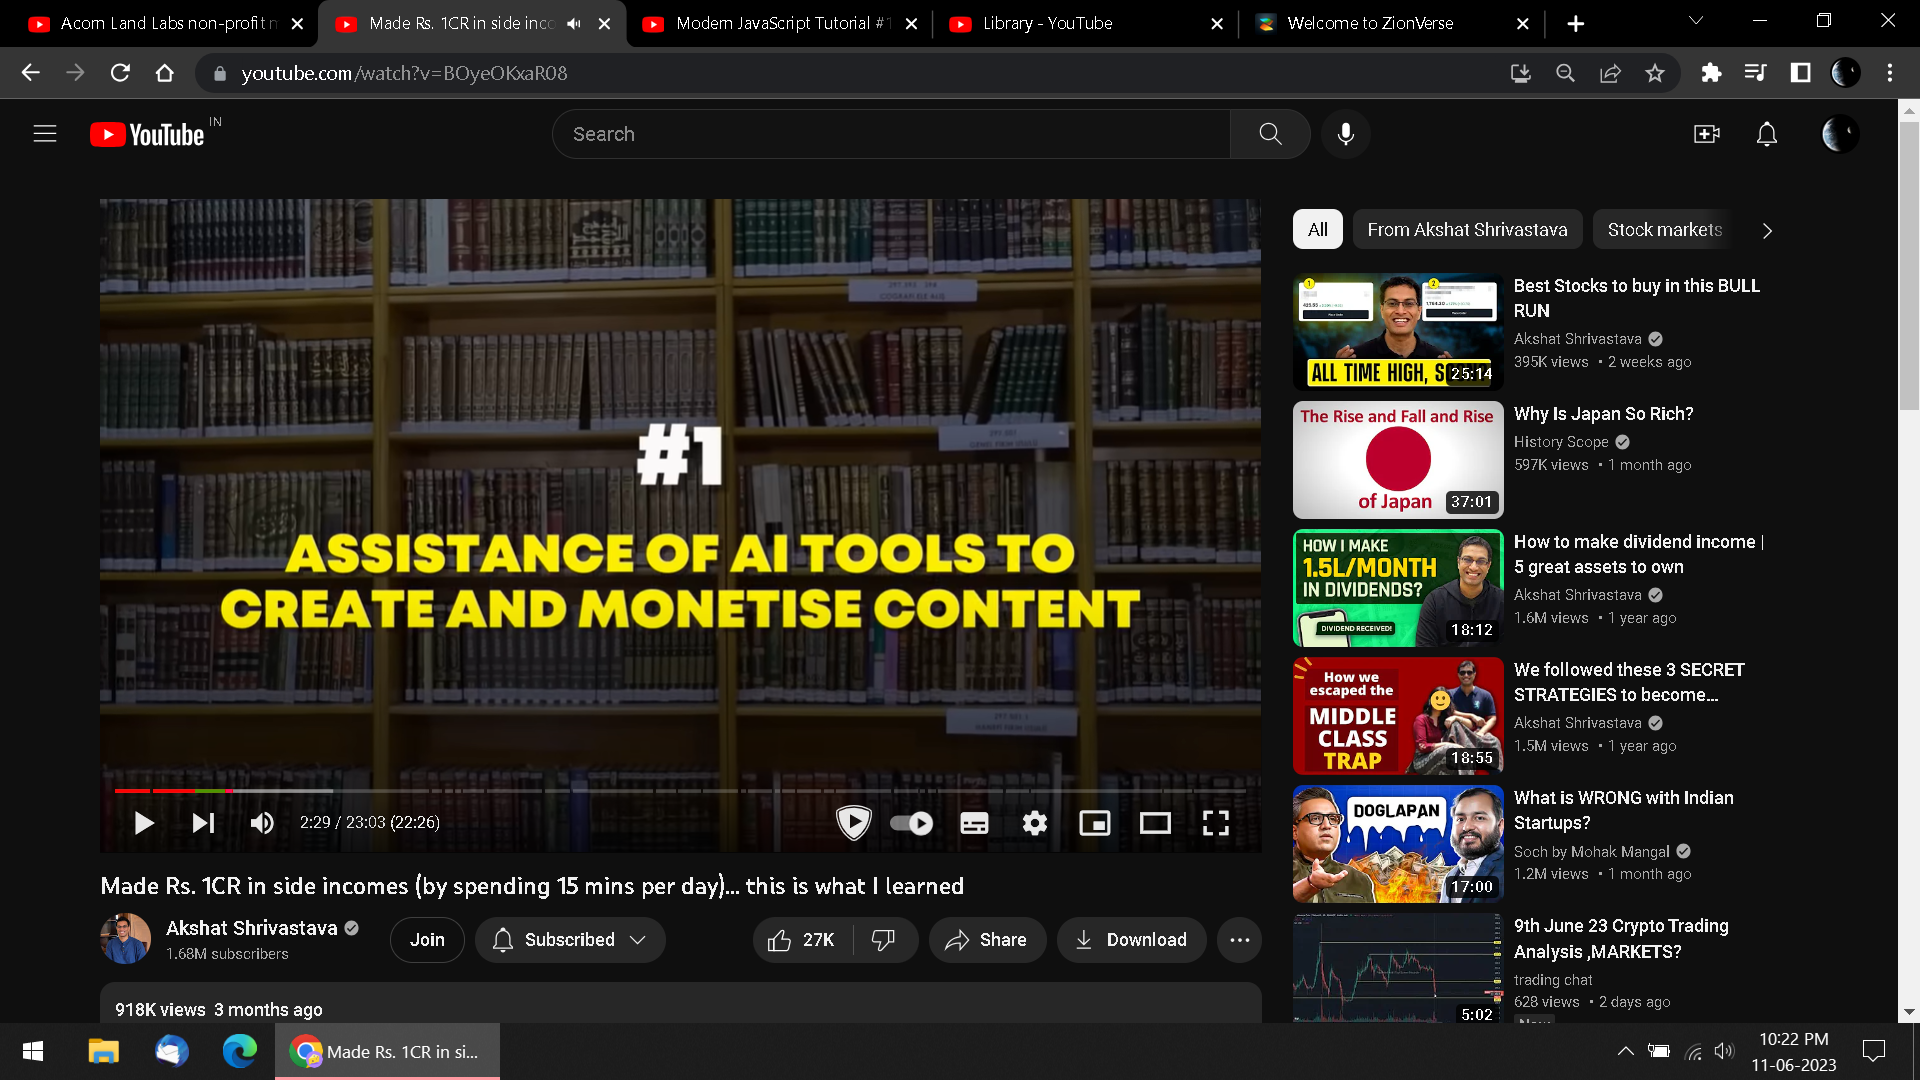 Acorn Land Labs non-profit
Made Rs. 1CR in side inco
Modern JavaScript Tutorial #1
Library - YouTube
Welcome to ZionVerse
youtube.com/watch?v=BOyeOKxaR08
YouTube IN
Search
#1
ASSISTANCE OF AI TOOLS TO
CREATE AND MONETISE CONTENT
2:29 / 23:03 (22:26)
Made Rs. 1CR in side incomes (by spending 15 mins per day)... this is what I learned
Akshat Shrivastava
1.68M subscribers
Join
Subscribed
27K
Share
Download
918K views 3 months ago
All
From Akshat Shrivastava
Stock markets
ALL TIME HIGH,
25:14
Best Stocks to buy in this BULL
RUN
Akshat Shrivastava
395K views • 2 weeks ago
The Rise and Fall and Rise
of Japan
37:01
Why Is Japan So Rich?
History Scope
597K views • 1 month ago
HOW I MAKE
1.5L/MONTH
IN DIVIDENDS?
DIVIDEND RECEIVED!
18:12
How to make dividend income |
5 great assets to own
Akshat Shrivastava
1.6M views • 1 year ago
How we
escaped the
MIDDLE
CLASS
TRAP
18:55
We followed these 3 SECRET
STRATEGIES to become...
Akshat Shrivastava
1.5M views • 1 year ago
DOGLAPAN
17:00
What is WRONG with Indian
Startups?
Soch by Mohak Mangal
1.2M views • 1 month ago
5:02
9th June 23 Crypto Trading
Analysis ,MARKETS?
trading chat
628 views • 2 days ago
Made Rs. 1CR in si...
10:22 PM
11-06-2023